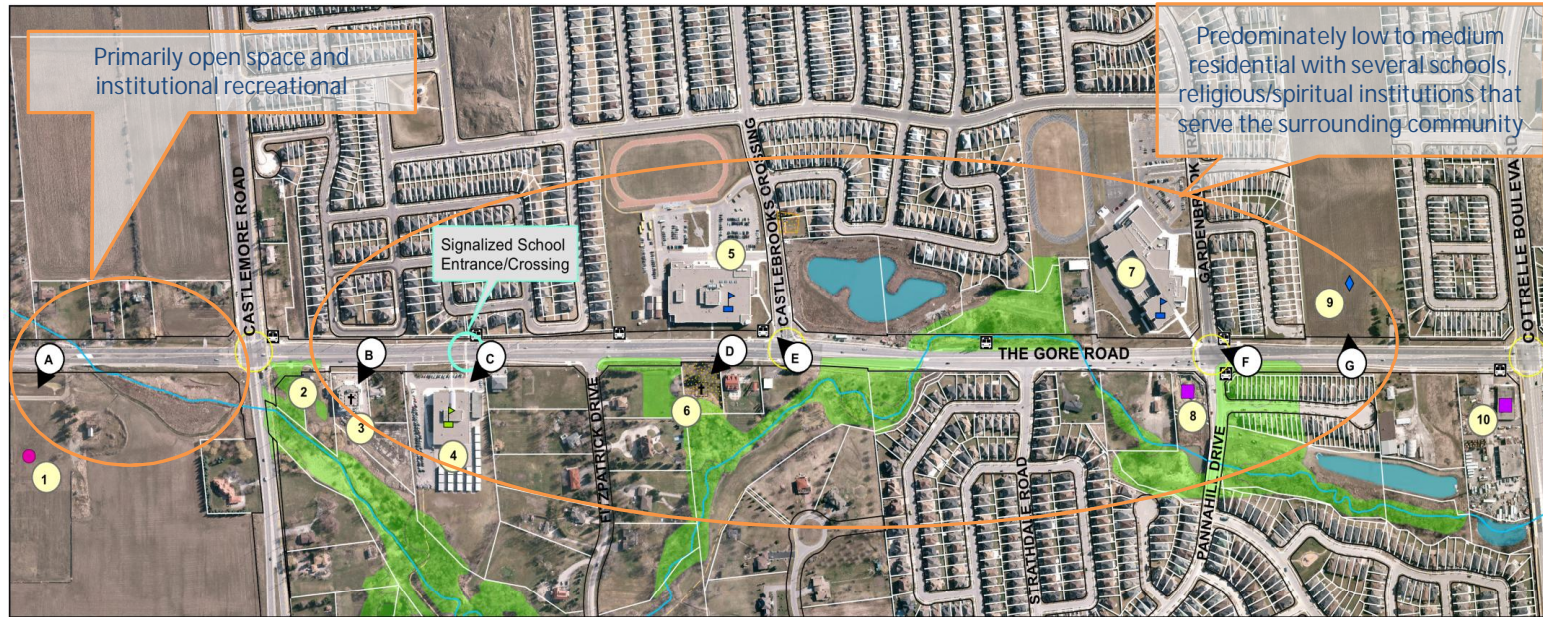 Primarily open space and
institutional recreational
Predominately low to medium
residential with several schools,
religious/spiritual institutions that
serve the surrounding community
CASTLEMORE ROAD
Signalized School
Entrance/Crossing
CASTLEBROOKS CROSSING
COTTRELLE BOULEVARD
THE GORE ROAD
FITZPATRICK DRIVE
STRATHDALE ROAD
PANNAHILL DRIVE
A
B
C
D
E
F
G
1
2
3
4
5
6
7
8
9
10